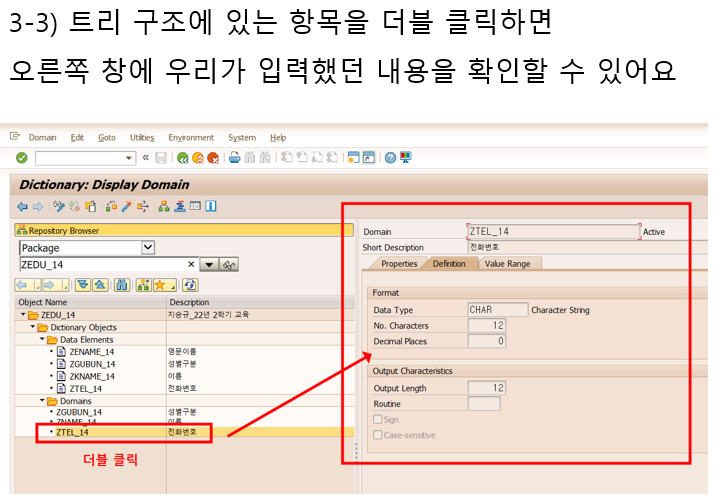 3-3) 트리 구조에 있는 항목을 더블 클릭하면
오른쪽 창에 우리가 입력했던 내용을 확인할 수 있어요
Domain Edit Goto Utilities Environment System Help
Dictionary: Display Domain
Repository Browser
Package
ZEDU_14
Object Name Description
ZEDU_14 지승규_22년 2학기 교육
Dictionary Objects
Data Elements
ZENAME_14 영문이름
ZGUBUN_14 성별구분
ZKNAME_14 이름
ZTEL_14 전화번호
Domains
ZGUBUN_14 성별구분
ZNAME_14 이름
ZTEL_14 전화번호
더블 클릭
Domain ZTEL_14 Active
Short Description 전화번호
Properties Definition Value Range
Format
Data Type CHAR Character String
No. Characters 12
Decimal Places 0
Output Characteristics
Output Length 12
Routine
Sign
Case-sensitive